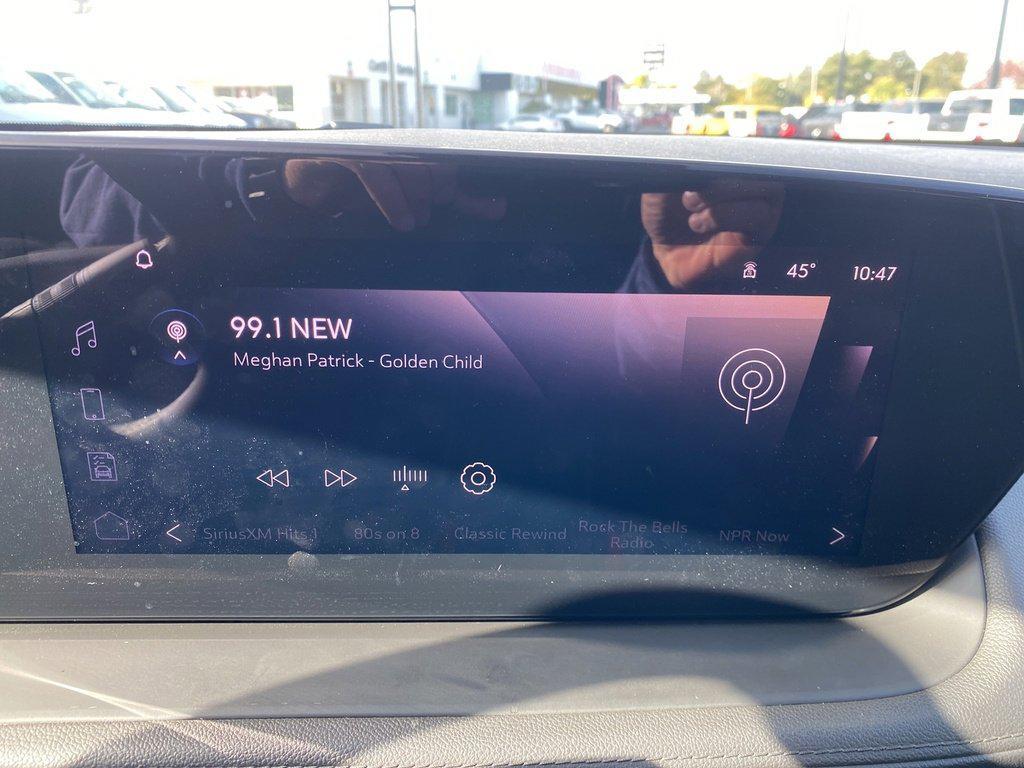 45° 10:47
99.1 NEW
Meghan Patrick - Golden Child
SiriusXM Hits 1 80s on 8 Classic Rewind Rock The Bells Radio NPR Now